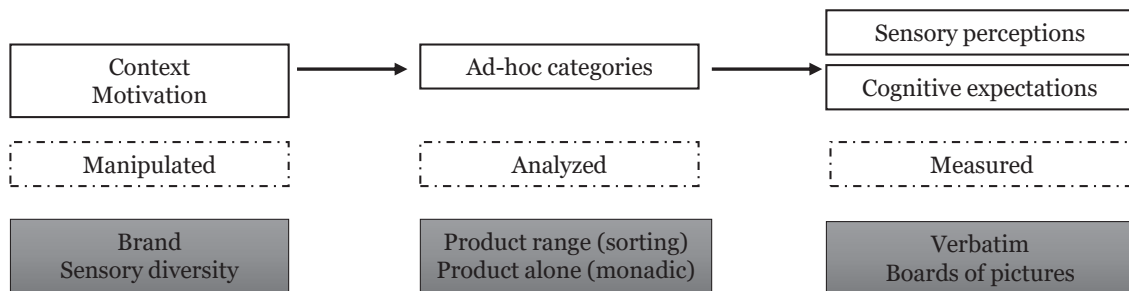 Context
Motivation
Ad-hoc categories
Sensory perceptions
Cognitive expectations
Manipulated
Analyzed
Measured
Brand
Sensory diversity
Product range (sorting)
Product alone (monadic)
Verbatim
Boards of pictures